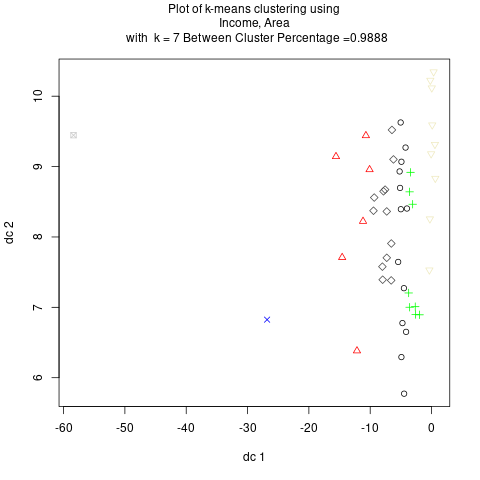 Plot of k-means clustering using
Income, Area
with k = 7 Between Cluster Percentage =0.9888
dc 2
10
9
8
7
6
-60
-50
-40
-30
-20
-10
0
dc 1